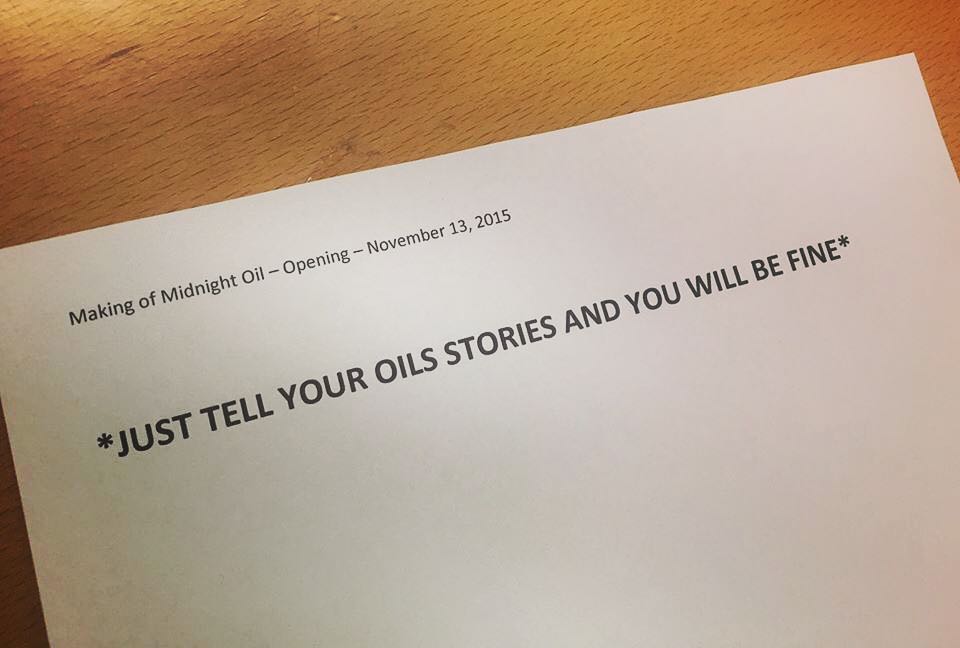 Making of Midnight Oil – Opening – November 13, 2015
*JUST TELL YOUR OILS STORIES AND YOU WILL BE FINE*